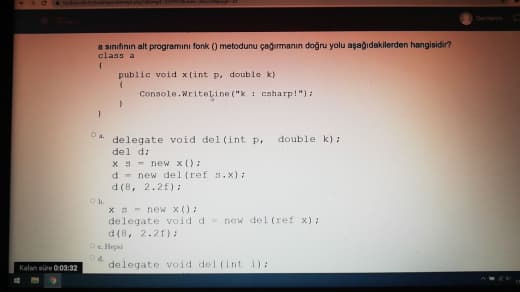 a sınıfının alt programını fonk () metodunu çağırmanın doğru yolu aşağıdakilerden hangisidir?
class a
{
public void x(int p, double k)
{
Console.WriteLine("k : csharp!");
}
}
a.
delegate void del(int p, double k);
del d;
x s = new x();
d = new del(ref s.x);
d(8, 2.2f);
b.
x s = new x();
delegate void d = new del(ref x);
d(8, 2.2f);
c. Hepsi
d.
delegate void del(int i);
Kalan süre 0:03:32